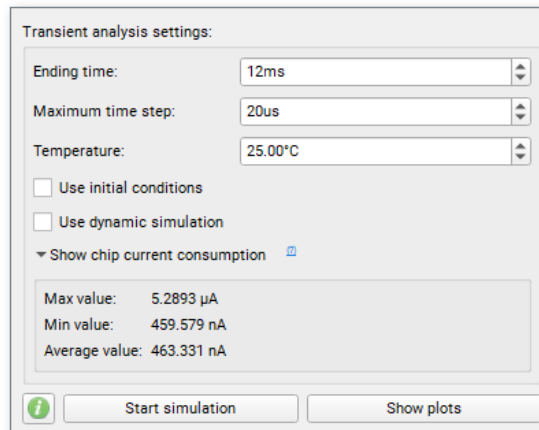 Transient analysis settings:
Ending time: 12ms
Maximum time step: 20us
Temperature: 25.00°C
Use initial conditions
Use dynamic simulation
Show chip current consumption [?]
Max value: 5.2893 µA
Min value: 459.579 nA
Average value: 463.331 nA
Start simulation Show plots